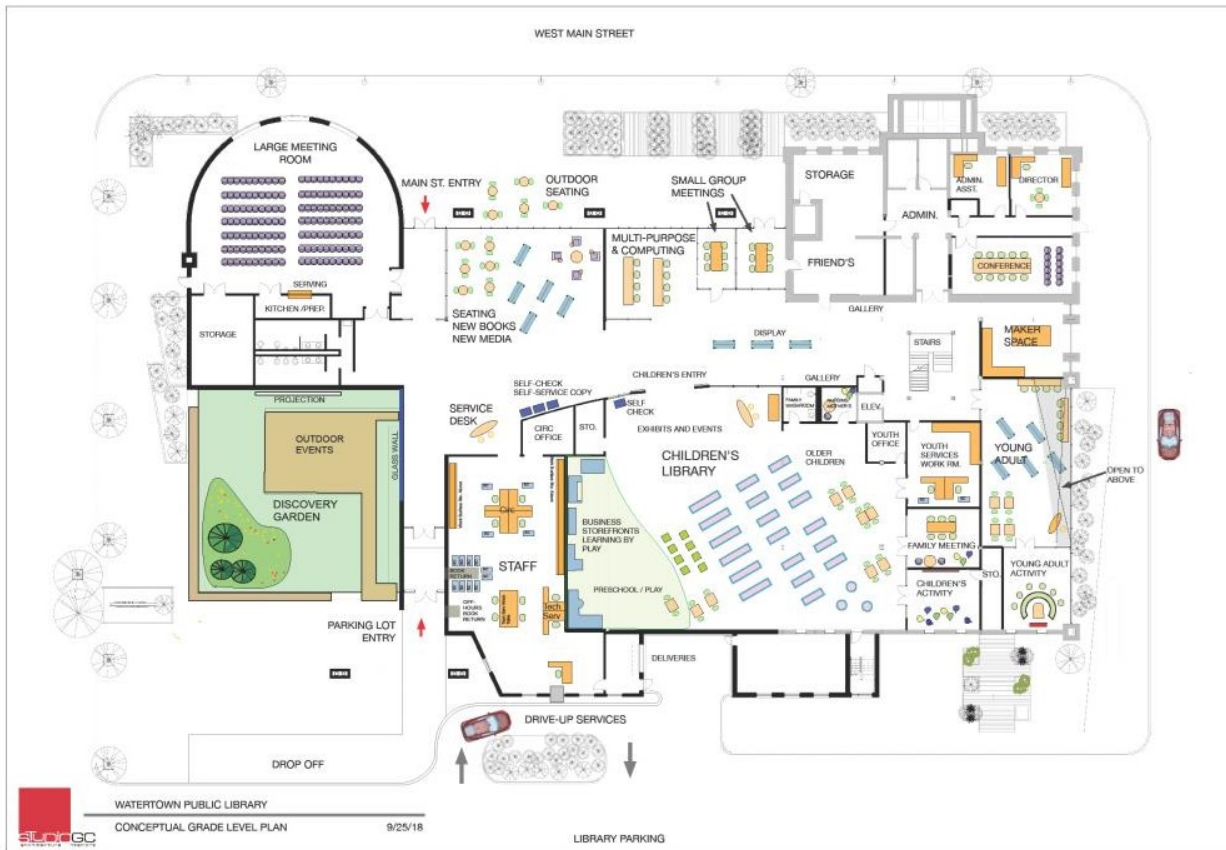 WEST MAIN STREET
LARGE MEETING
ROOM
MAIN ST. ENTRY
OUTDOOR
SEATING
SMALL GROUP
MEETINGS
STORAGE
ADMIN.
ASST.
DIRECTOR
ADMIN.
MULTI-PURPOSE
& COMPUTING
FRIEND'S
CONFERENCE
SERVING
KITCHEN /PREP.
STORAGE
SEATING
NEW BOOKS
NEW MEDIA
GALLERY
DISPLAY
STAIRS
MAKER
SPACE
CHILDREN'S ENTRY
GALLERY
SELF-CHECK
SELF-SERVICE COPY
SELF
CHECK
PROJECTION
SERVICE
DESK
CIRC
OFFICE
STO.
EXHIBITS AND EVENTS
ELEV.
OUTDOOR
EVENTS
GLASS WALL
CHILDREN'S
LIBRARY
OLDER
CHILDREN
YOUTH
OFFICE
YOUTH
SERVICES
WORK RM.
YOUNG
ADULT
OPEN TO
ABOVE
DISCOVERY
GARDEN
Circ
BUSINESS
STOREFRONTS
LEARNING BY
PLAY
STAFF
FAMILY MEETING
BOOK
RETURN
PRESCHOOL / PLAY
CHILDREN'S
ACTIVITY
STO.
YOUNG ADULT
ACTIVITY
OFF-
HOURS
BOOK
RETURN
Tech
Serv
PARKING LOT
ENTRY
DELIVERIES
DRIVE-UP SERVICES
DROP OFF
WATERTOWN PUBLIC LIBRARY
CONCEPTUAL GRADE LEVEL PLAN 9/25/18
STUDIOGC
LIBRARY PARKING